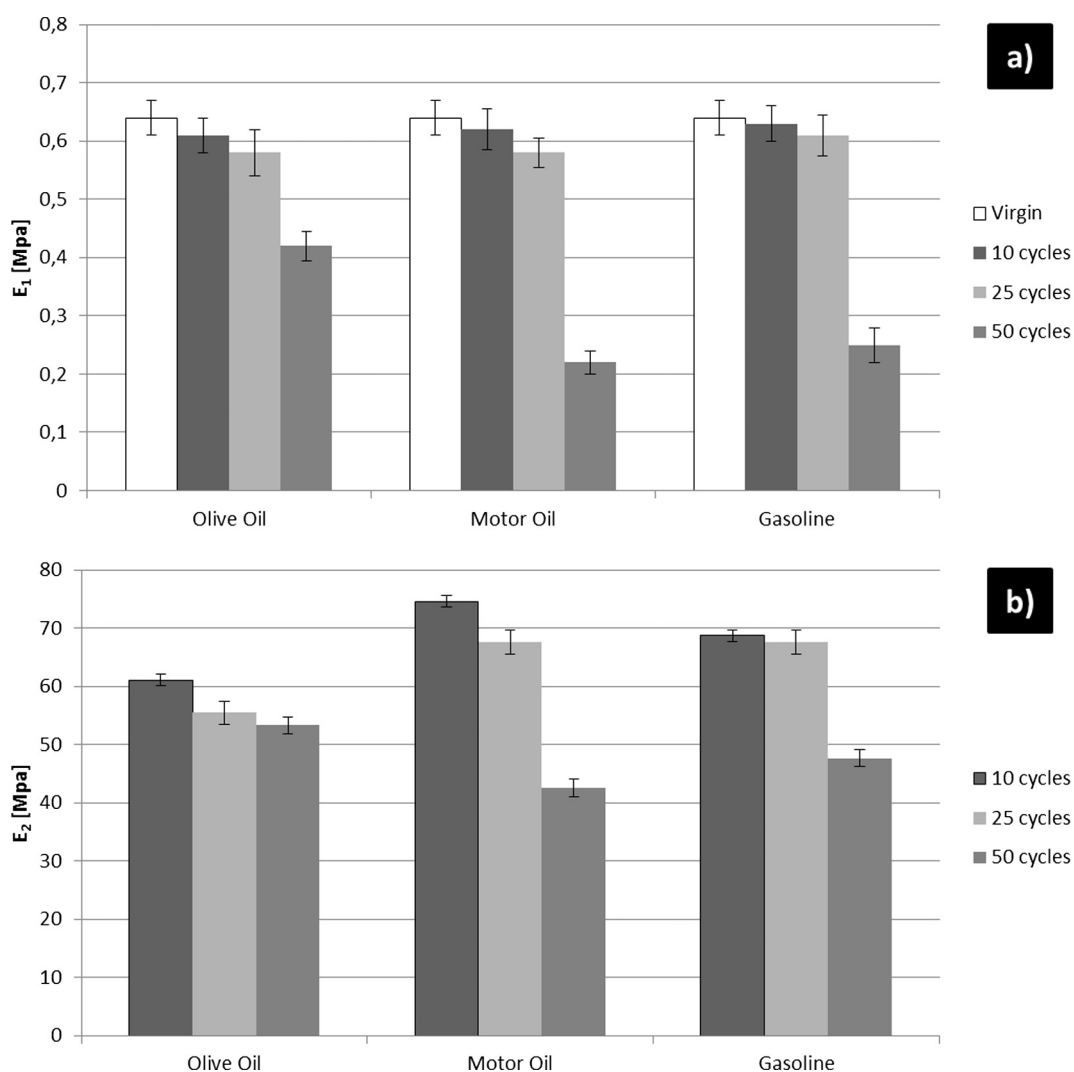 0,8
0,7
0,6
0,5
0,4
0,3
0,2
0,1
0
E1 [Mpa]
Olive Oil
Motor Oil
Gasoline
a)
Virgin
10 cycles
25 cycles
50 cycles
80
70
60
50
40
30
20
10
0
E2 [Mpa]
Olive Oil
Motor Oil
Gasoline
b)
10 cycles
25 cycles
50 cycles